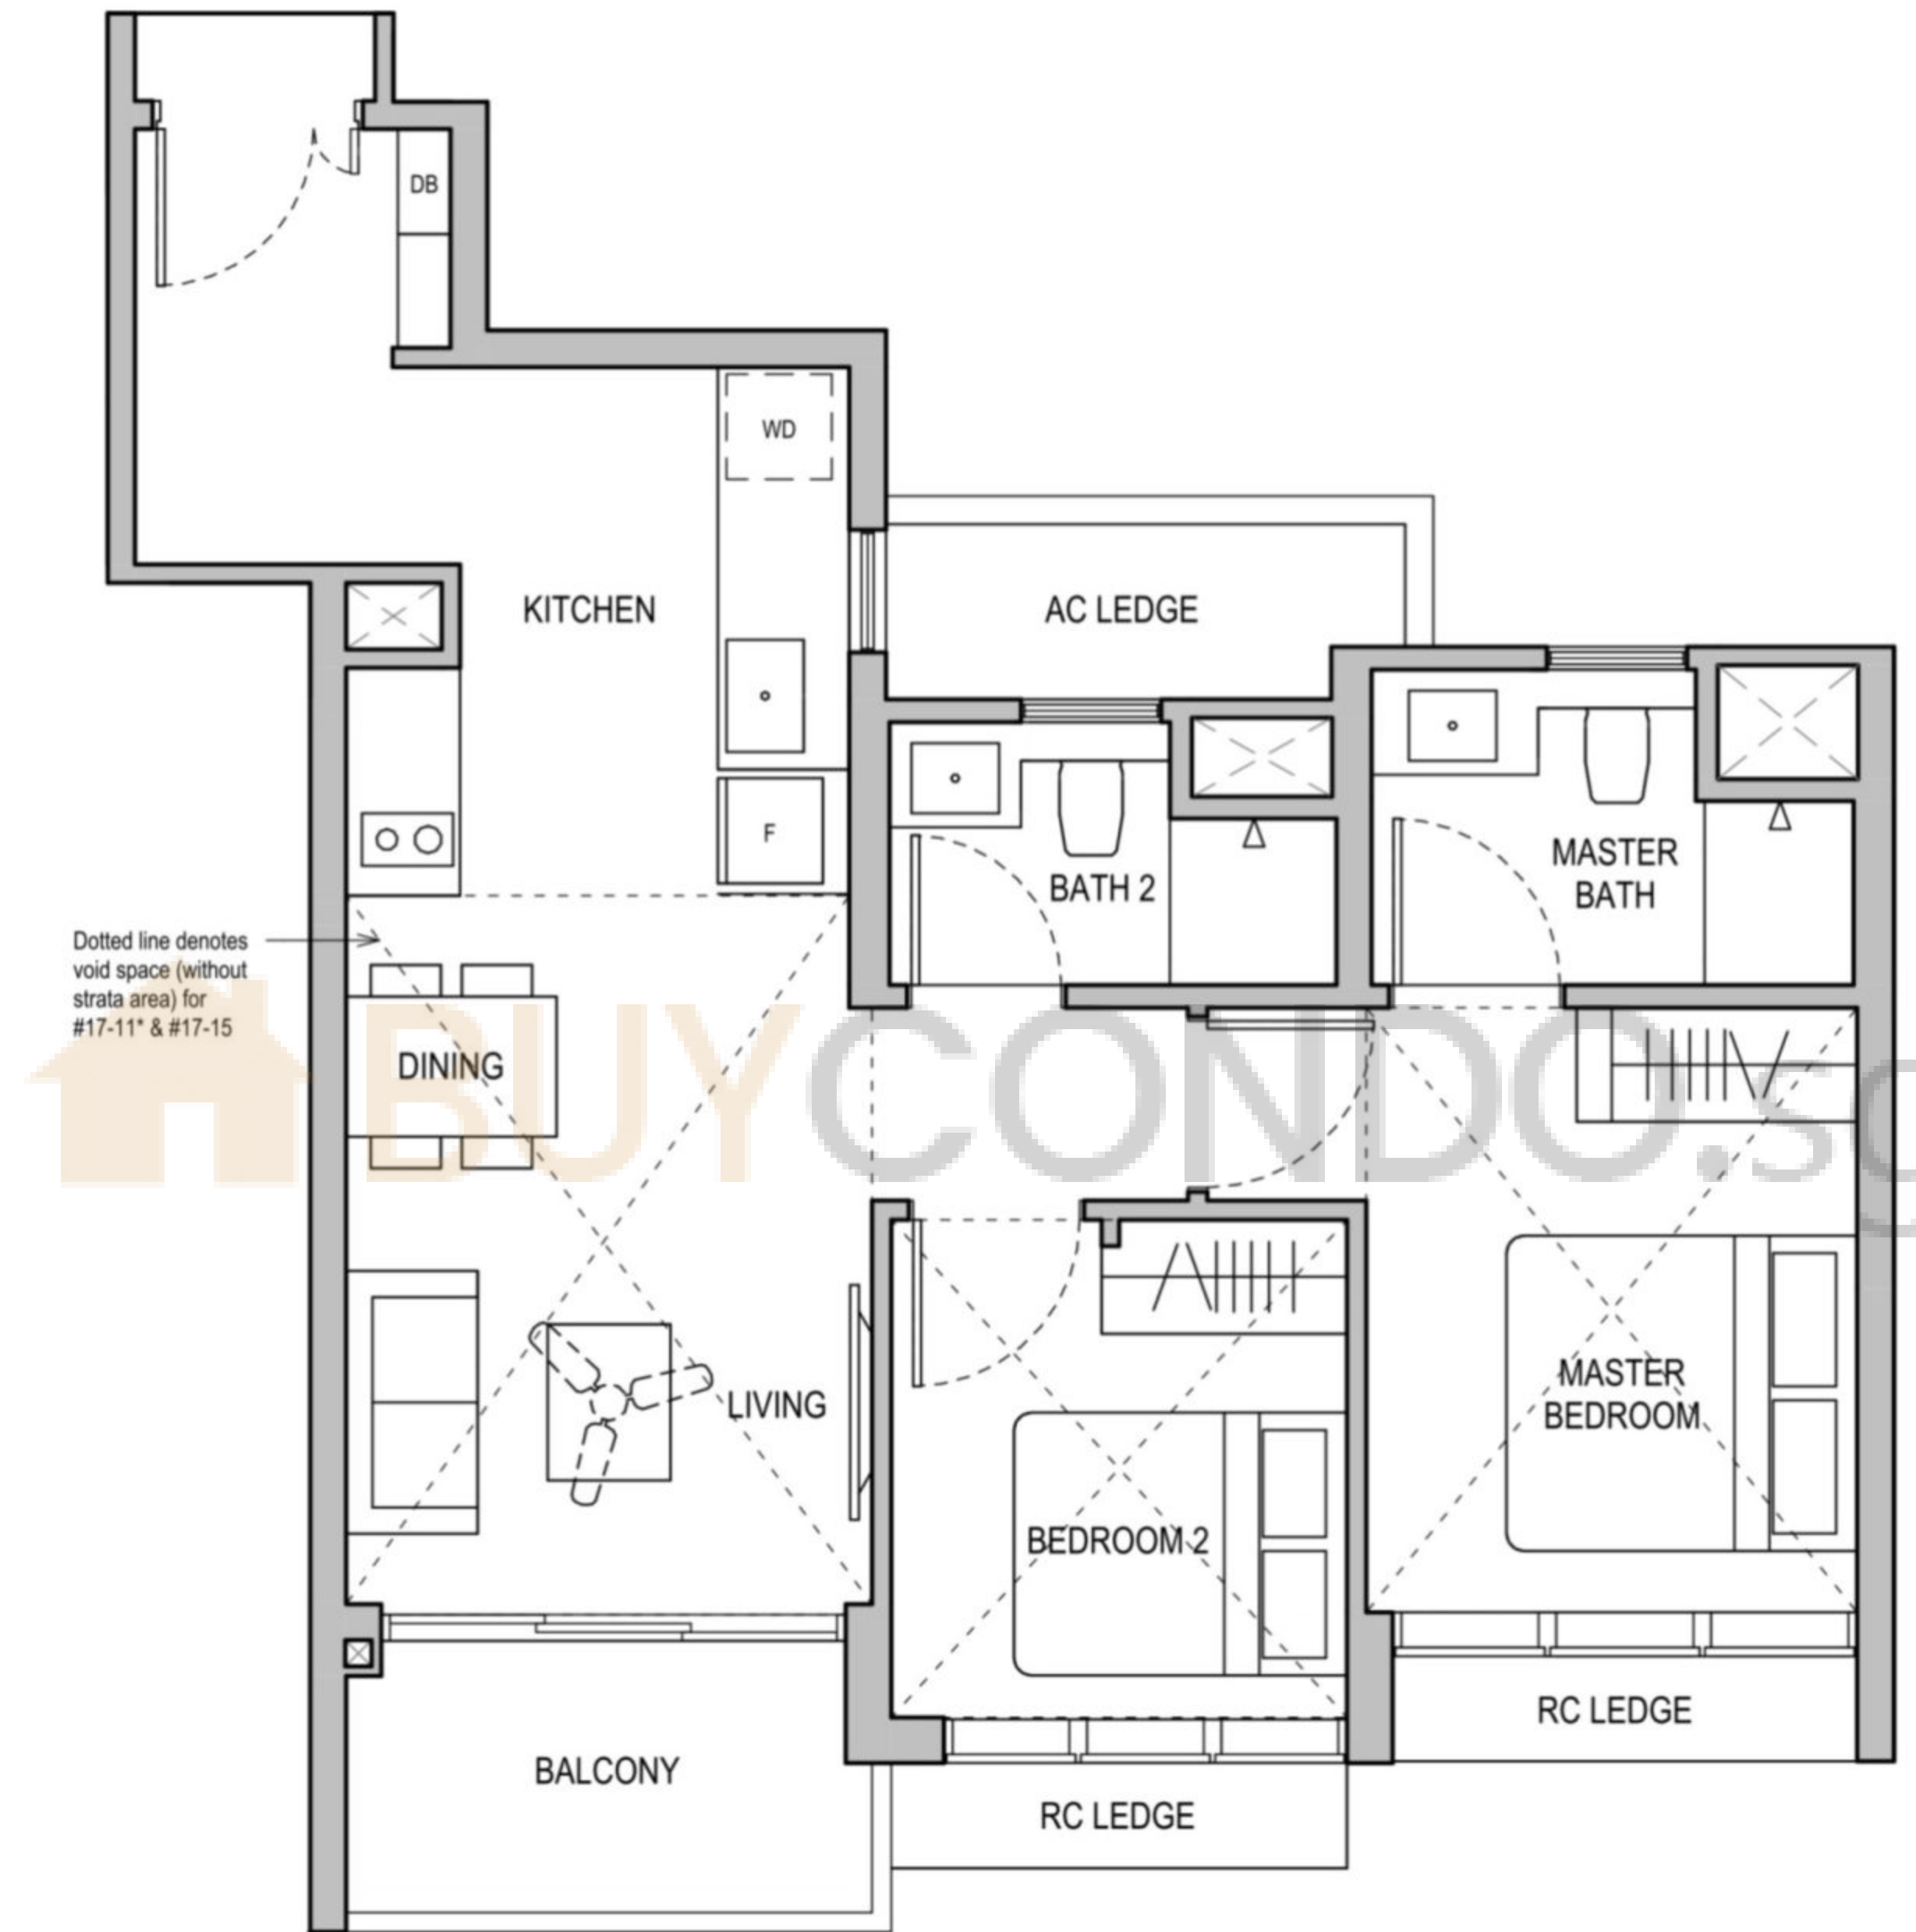 DB
WD
KITCHEN
AC LEDGE
F
BATH 2
MASTER
BATH
Dotted line denotes
void space (without
strata area) for
#17-11* & #17-15
DINING
BUYCONDO.
LIVING
MASTER
BEDROOM
BEDROOM 2
RC LEDGE
BALCONY
RC LEDGE